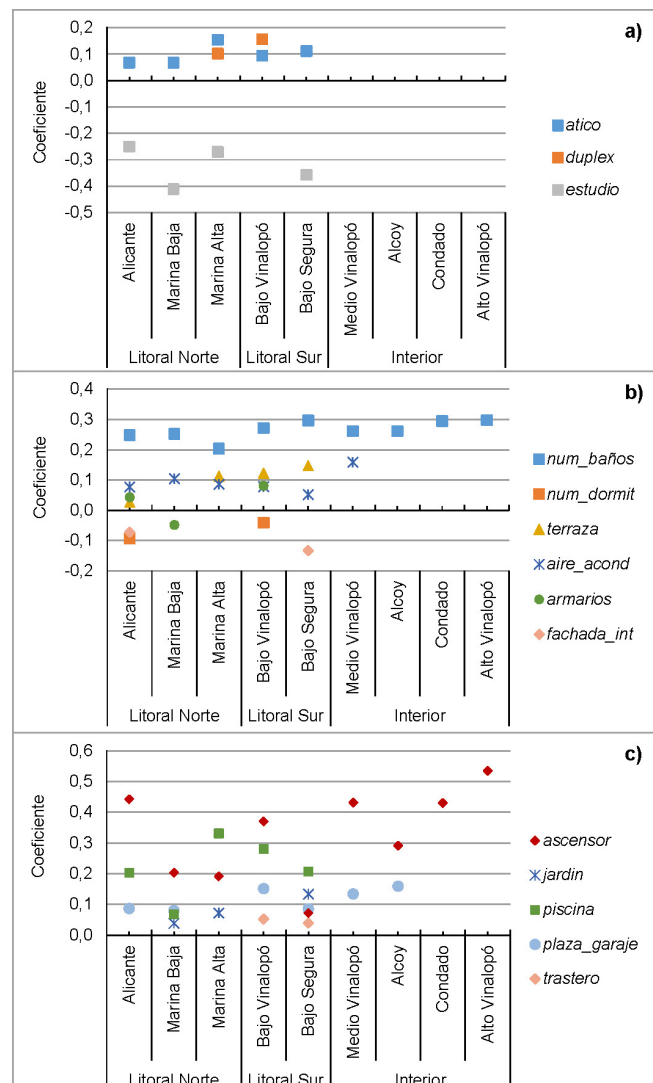 a)
0,2
0,1
0,0
-0,1
-0,2
-0,3
-0,4
-0,5
Coeficiente
atico
duplex
estudio
Alicante
Marina Baja
Marina Alta
Bajo Vinalopó
Bajo Segura
Medio Vinalopó
Alcoy
Condado
Alto Vinalopó
Litoral Norte
Litoral Sur
Interior
b)
0,4
0,3
0,2
0,1
0,0
-0,1
-0,2
Coeficiente
num_baños
num_dormit
terraza
aire_acond
armarios
fachada_int
Alicante
Marina Baja
Marina Alta
Bajo Vinalopó
Bajo Segura
Medio Vinalopó
Alcoy
Condado
Alto Vinalopó
Litoral Norte
Litoral Sur
Interior
c)
0,6
0,5
0,4
0,3
0,2
0,1
0,0
Coeficiente
ascensor
jardin
piscina
plaza_garaje
trastero
Alicante
Marina Baja
Marina Alta
Bajo Vinalopó
Bajo Segura
Medio Vinalopó
Alcoy
Condado
Alto Vinalopó
Litoral Norte
Litoral Sur
Interior